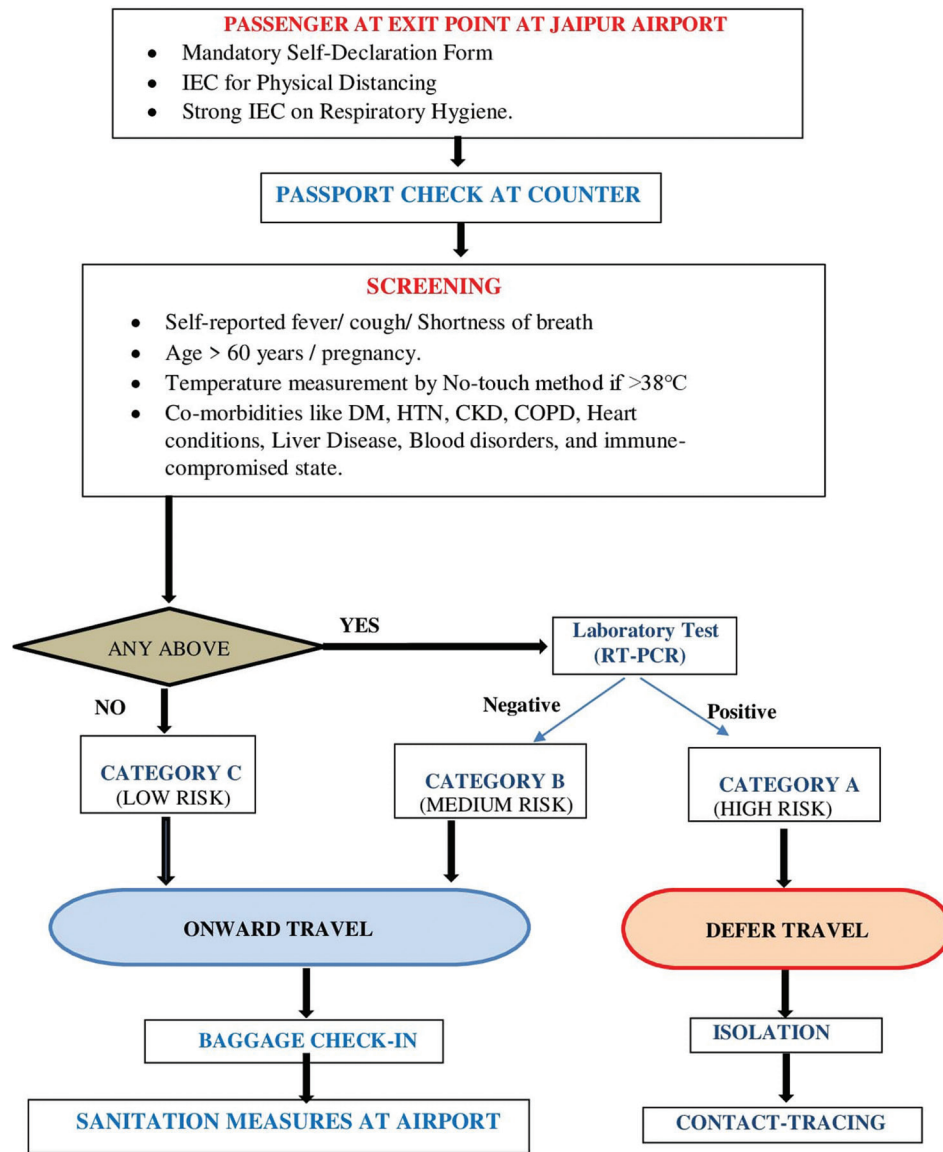 PASSENGER AT EXIT POINT AT JAIPUR AIRPORT
• Mandatory Self-Declaration Form
• IEC for Physical Distancing
• Strong IEC on Respiratory Hygiene.
PASSPORT CHECK AT COUNTER
SCREENING
• Self-reported fever/ cough/ Shortness of breath
• Age > 60 years / pregnancy.
• Temperature measurement by No-touch method if >38°C
• Co-morbidities like DM, HTN, CKD, COPD, Heart
conditions, Liver Disease, Blood disorders, and immune-
compromised state.
ANY ABOVE
YES
Laboratory Test
(RT-PCR)
NO
Negative
Positive
CATEGORY C
(LOW RISK)
CATEGORY B
(MEDIUM RISK)
CATEGORY A
(HIGH RISK)
ONWARD TRAVEL
DEFER TRAVEL
BAGGAGE CHECK-IN
ISOLATION
SANITATION MEASURES AT AIRPORT
CONTACT-TRACING